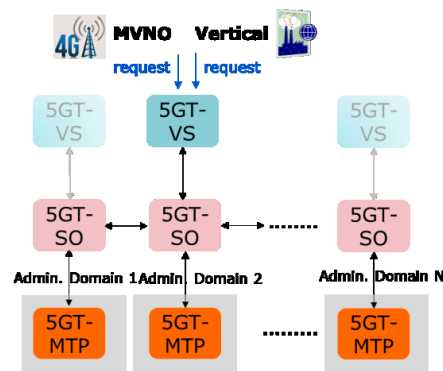 4G
MVNO Vertical
request request
5GT-
VS
5GT-
VS
5GT-
VS
5GT-
SO
5GT-
SO
5GT-
SO
Admin. Domain 1
Admin. Domain 2
Admin. Domain N
5GT-
MTP
5GT-
MTP
5GT-
MTP